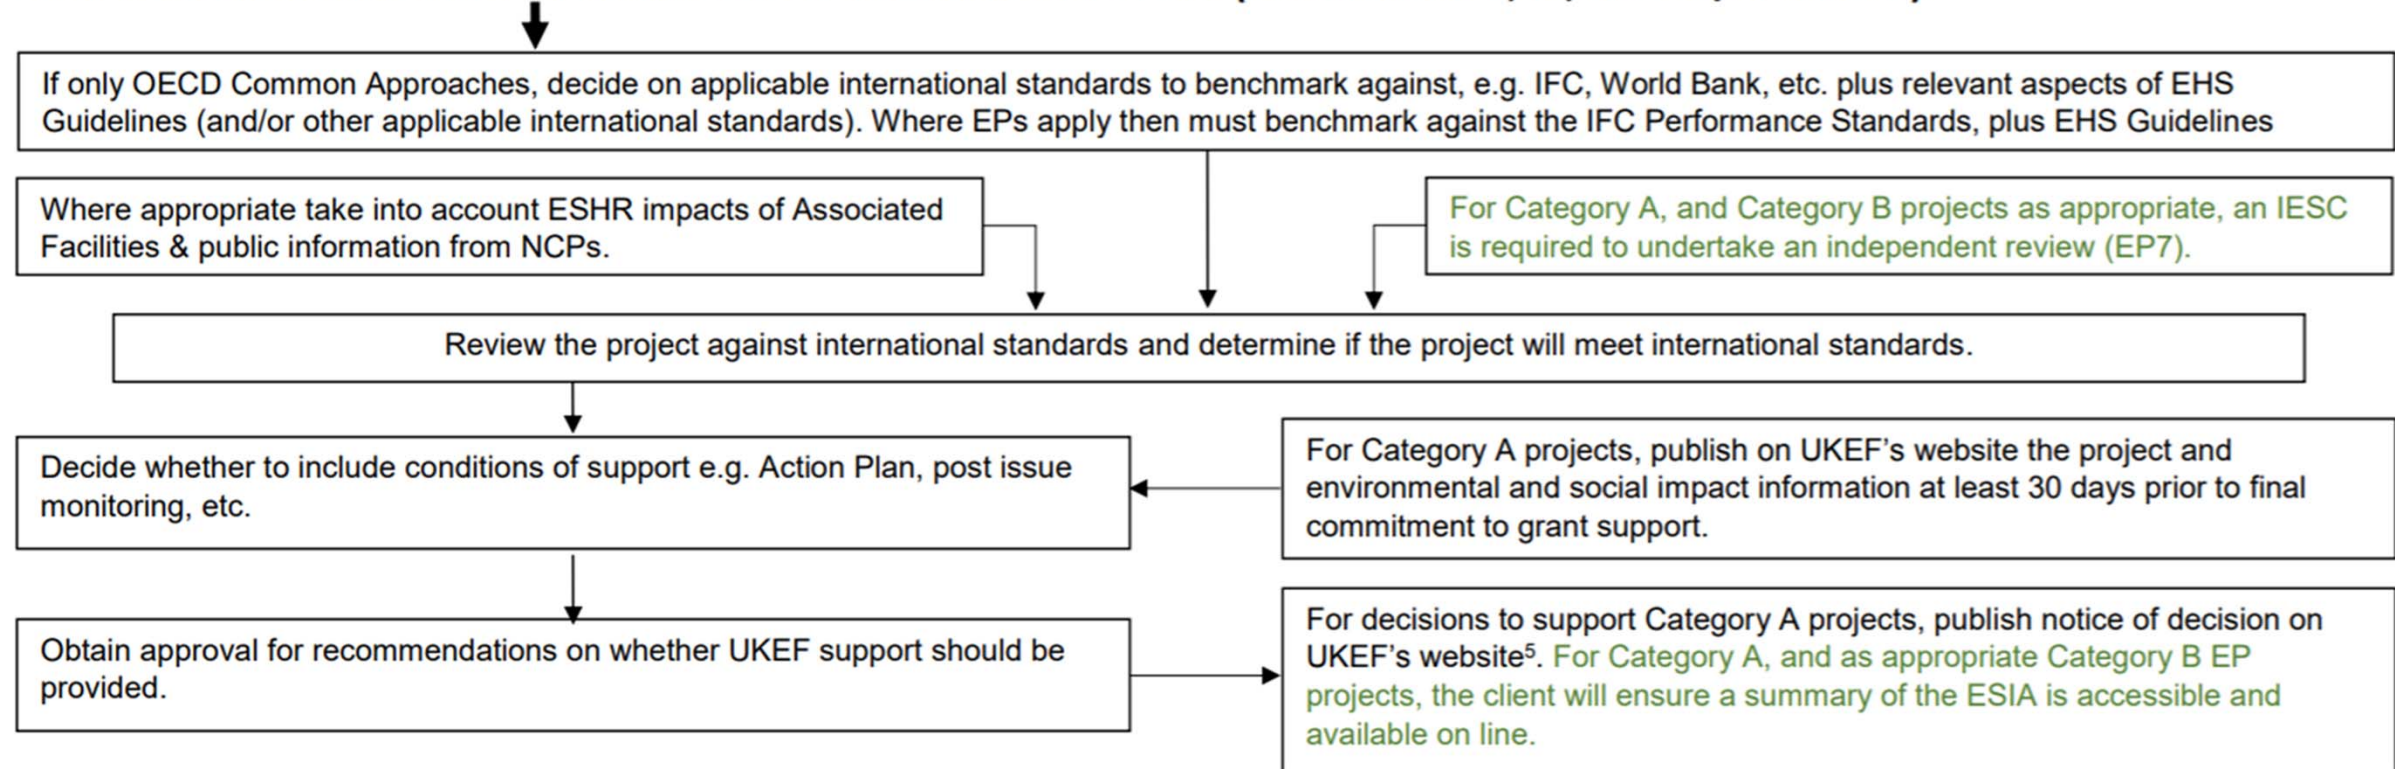 If only OECD Common Approaches, decide on applicable international standards to benchmark against, e.g. IFC, World Bank, etc. plus relevant aspects of EHS
Guidelines (and/or other applicable international standards). Where EPs apply then must benchmark against the IFC Performance Standards, plus EHS Guidelines
Where appropriate take into account ESHR impacts of Associated
Facilities & public information from NCPs.
For Category A, and Category B projects as appropriate, an IESC
is required to undertake an independent review (EP7).
Review the project against international standards and determine if the project will meet international standards.
Decide whether to include conditions of support e.g. Action Plan, post issue
monitoring, etc.
For Category A projects, publish on UKEF’s website the project and
environmental and social impact information at least 30 days prior to final
commitment to grant support.
Obtain approval for recommendations on whether UKEF support should be
provided.
For decisions to support Category A projects, publish notice of decision on
UKEF’s website⁵. For Category A, and as appropriate Category B EP
projects, the client will ensure a summary of the ESIA is accessible and
available on line.